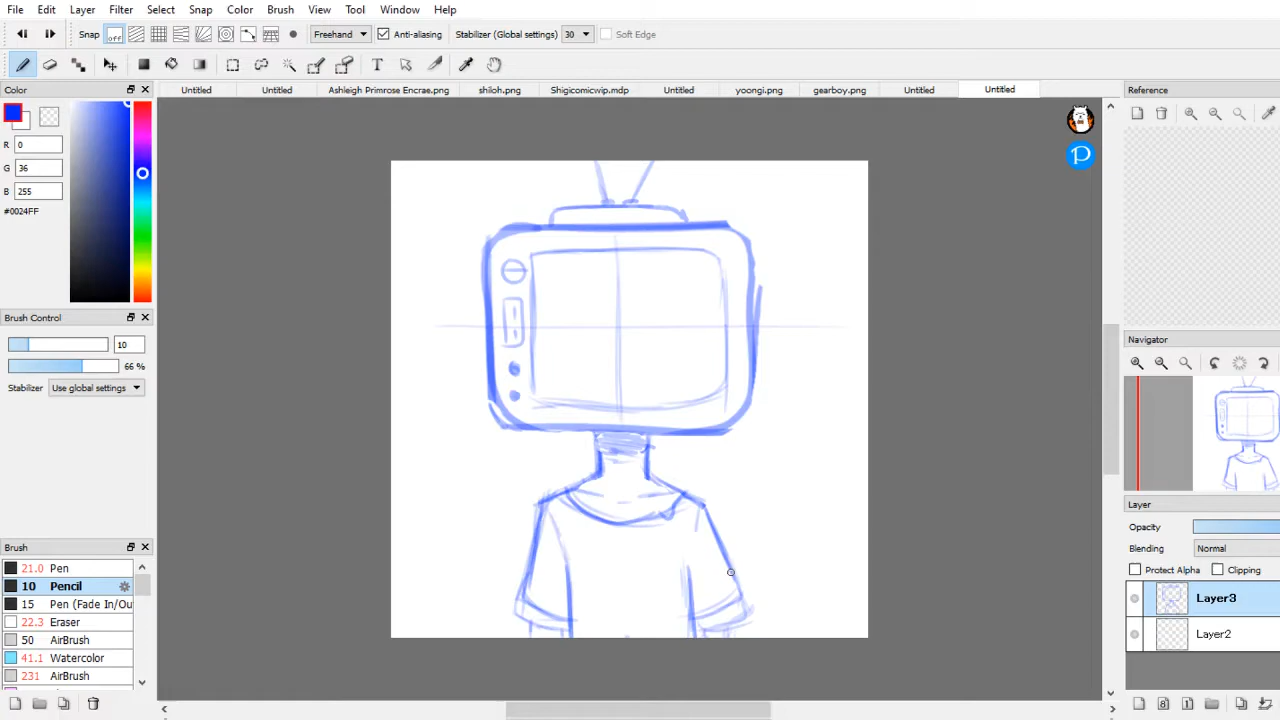 File Edit Layer Filter Select Snap Color Brush View Tool Window Help
Snap off Freehand Anti-aliasing Stabilizer (Global settings) 30 Soft Edge
T
Color
Untitled Untitled Ashleigh Primrose Encrae.png shiloh.png Shigicomicwip.mdp Untitled yoongi.png gearboy.png Untitled Untitled
Reference
R 0
G 36
B 255
#0024FF
Brush Control
10
66 %
Stabilizer Use global settings
Navigator
Layer
Opacity
Blending Normal
Protect Alpha Clipping
Layer3
Layer2
Brush
21.0 Pen
10 Pencil
15 Pen (Fade In/Ou
22.3 Eraser
50 AirBrush
41.1 Watercolor
231 AirBrush
P
8 1